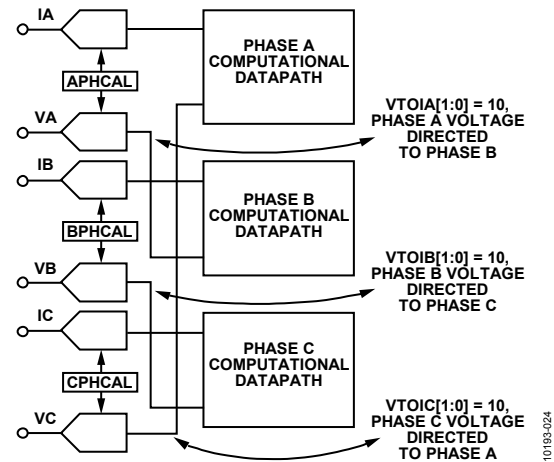 IA
PHASE A
COMPUTATIONAL
DATAPATH
APHCAL
VTOIA[1:0] = 10,
PHASE A VOLTAGE
DIRECTED
TO PHASE B
VA
IB
PHASE B
COMPUTATIONAL
DATAPATH
BPHCAL
VTOIB[1:0] = 10,
PHASE B VOLTAGE
DIRECTED
TO PHASE C
VB
IC
PHASE C
COMPUTATIONAL
DATAPATH
CPHCAL
VTOIC[1:0] = 10,
PHASE C VOLTAGE
DIRECTED
TO PHASE A
VC
10193-024